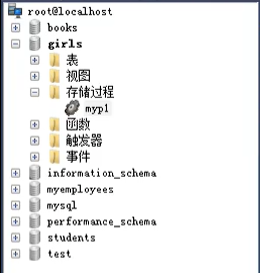 root@localhost
books
girls
表
视图
存储过程
myp1
函数
触发器
事件
information_schema
myemployees
mysql
performance_schema
students
test